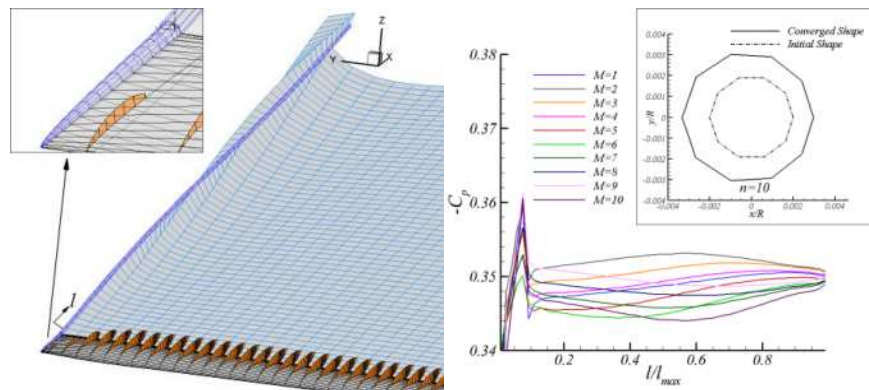 Z
Y
X
l
0.38
0.37
0.36
0.35
0.34
-Cp
M=1
M=2
M=3
M=4
M=5
M=6
M=7
M=8
M=9
M=10
0.2
0.4
0.6
0.8
l/lmax
Converged Shape
Initial Shape
0.004
0.003
0.002
0.001
0
-0.001
-0.002
-0.003
-0.004
y/R
n=10
-0.004
-0.002
0
0.002
0.004
x/R